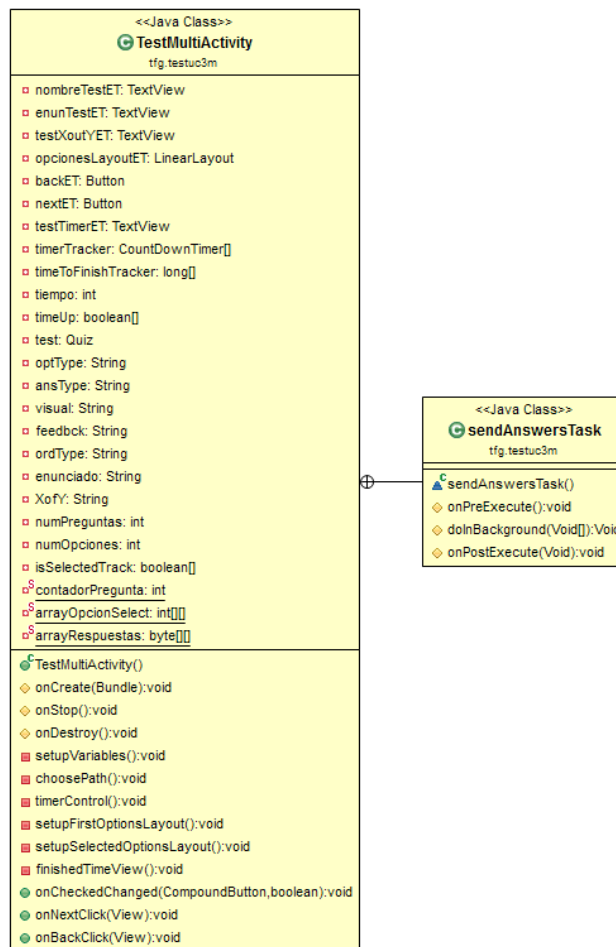 <<Java Class>>
C TestMultiActivity
tfg.testuc3m
nombreTestET: TextView
enunTestET: TextView
testXoutYET: TextView
opcionesLayoutET: LinearLayout
backET: Button
nextET: Button
testTimerET: TextView
timerTracker: CountDownTimer[]
timeToFinishTracker: long[]
tiempo: int
timeUp: boolean[]
test: Quiz
optType: String
ansType: String
visual: String
feedbck: String
ordType: String
enunciado: String
XofY: String
numPreguntas: int
numOpciones: int
isSelectedTrack: boolean[]
S contadorPregunta: int
S arrayOpcionSelect: int[][]
S arrayRespuestas: byte[][]
C TestMultiActivity()
onCreate(Bundle):void
onStop():void
onDestroy():void
setupVariables():void
choosePath():void
timerControl():void
setupFirstOptionsLayout():void
setupSelectedOptionsLayout():void
finishedTimeView():void
onCheckedChanged(CompoundButton,boolean):void
onNextClick(View):void
onBackClick(View):void
<<Java Class>>
C sendAnswersTask
tfg.testuc3m
C sendAnswersTask()
onPreExecute():void
doInBackground(Void[]):Void
onPostExecute(Void):void